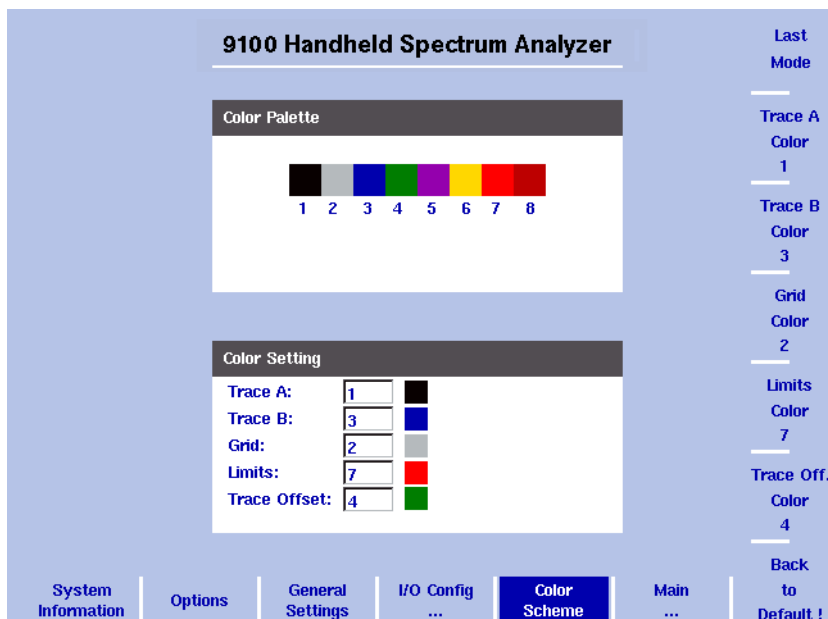 9100 Handheld Spectrum Analyzer
Color Palette
1 2 3 4 5 6 7 8
Color Setting
Trace A: 1
Trace B: 3
Grid: 2
Limits: 7
Trace Offset: 4
Last
Mode
Trace A
Color
1
Trace B
Color
3
Grid
Color
2
Limits
Color
7
Trace Off.
Color
4
Back
to
Default !
System
Information
Options
General
Settings
I/O Config
...
Color
Scheme
Main
...